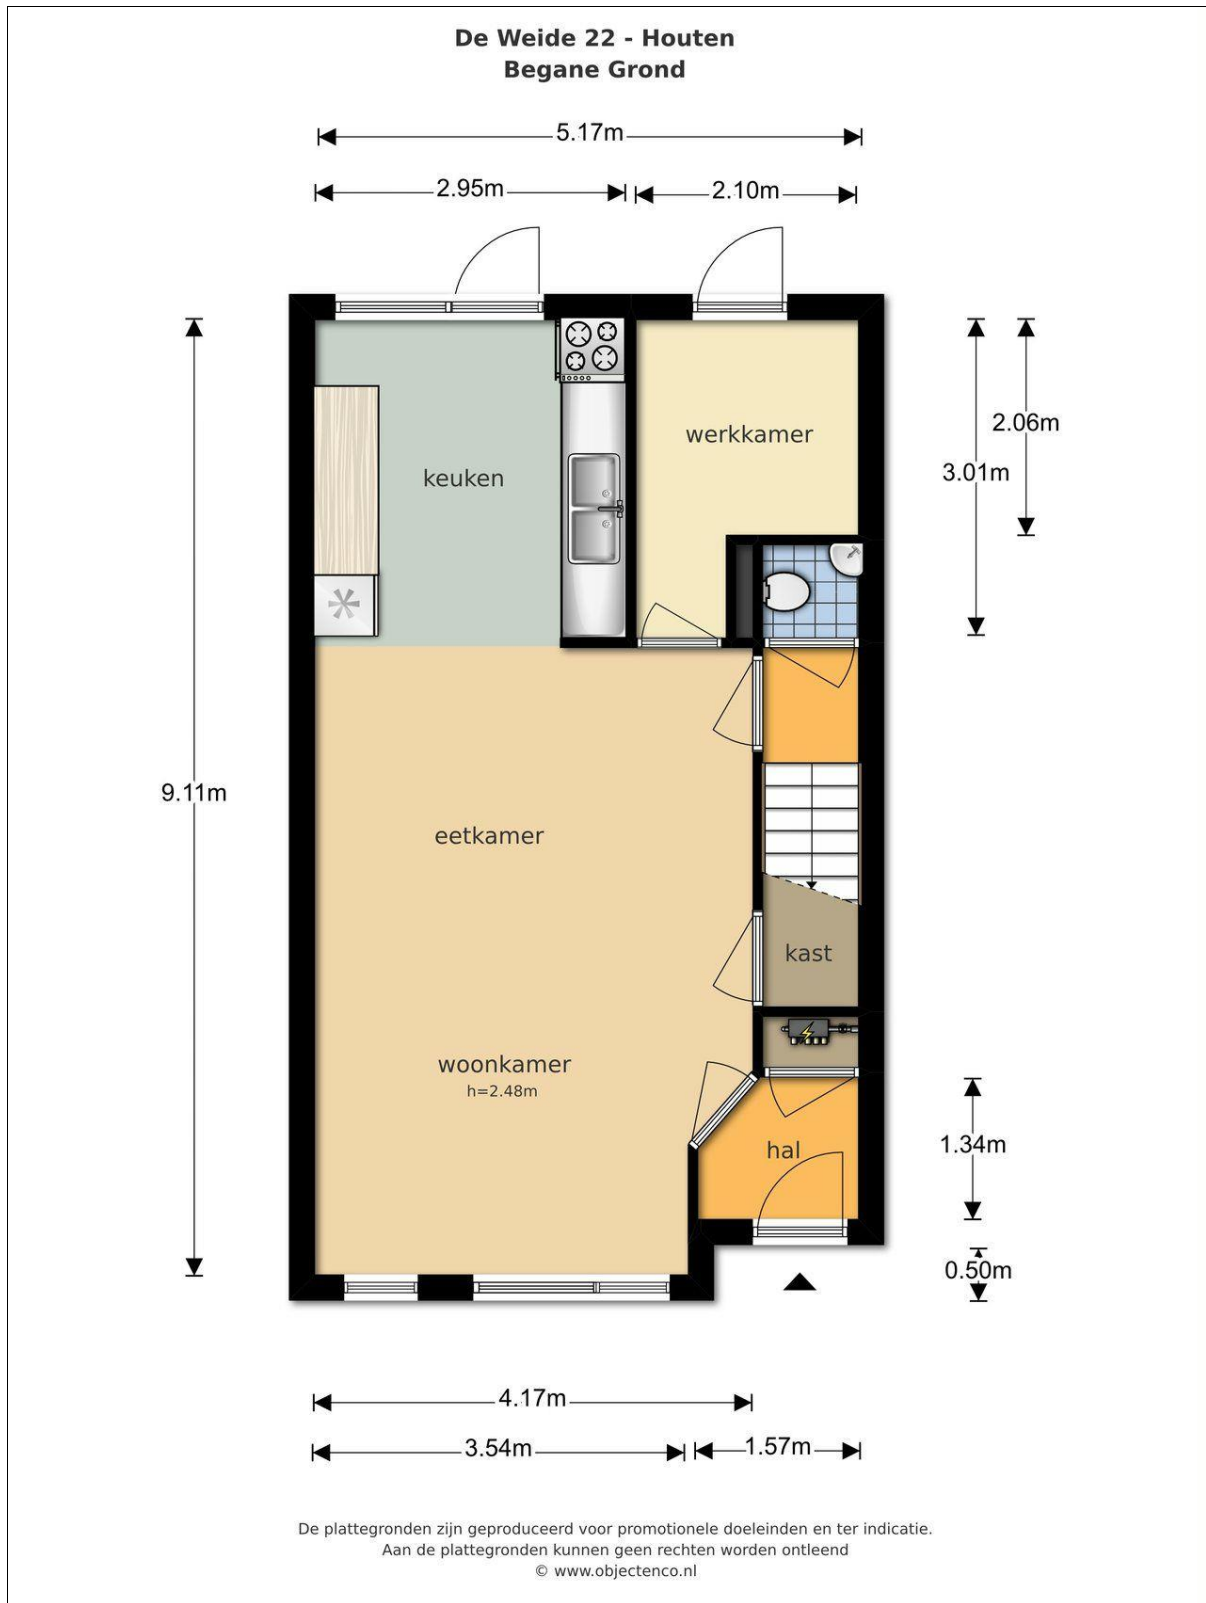 De Weide 22 - Houten
Begane Grond
5.17m
2.95m
2.10m
werkkamer
2.06m
3.01m
keuken
9.11m
eetkamer
kast
woonkamer
h=2.48m
hal
1.34m
0.50m
4.17m
3.54m
1.57m
De plattegronden zijn geproduceerd voor promotionele doeleinden en ter indicatie.
Aan de plattegronden kunnen geen rechten worden ontleend
© www.objectenco.nl